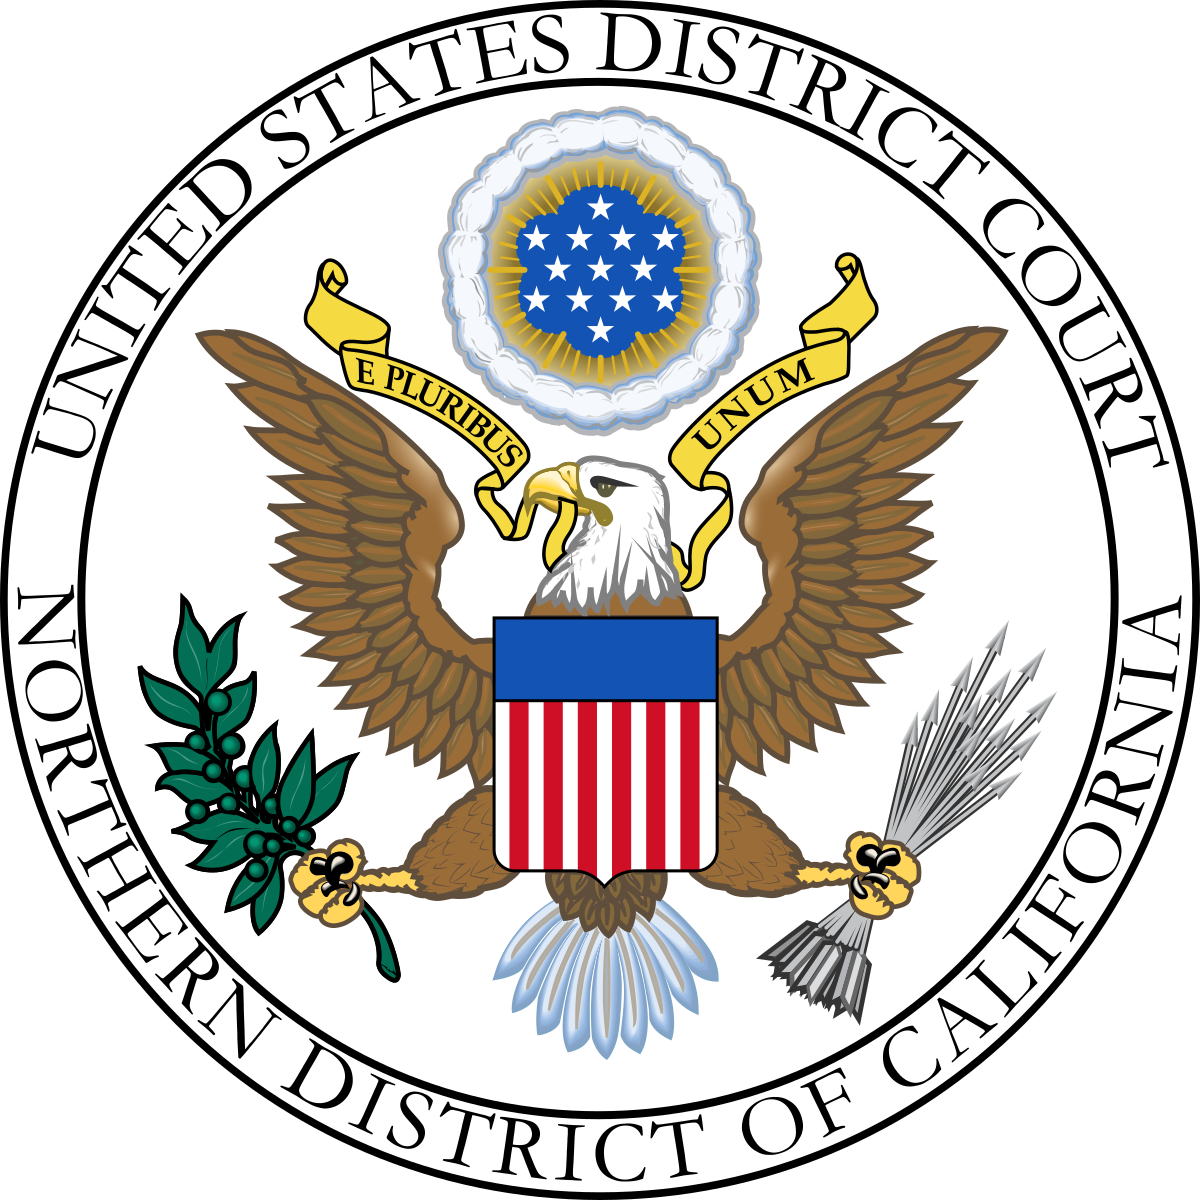 UNITED STATES DISTRICT COURT
E PLURIBUS UNUM
NORTHERN DISTRICT OF CALIFORNIA